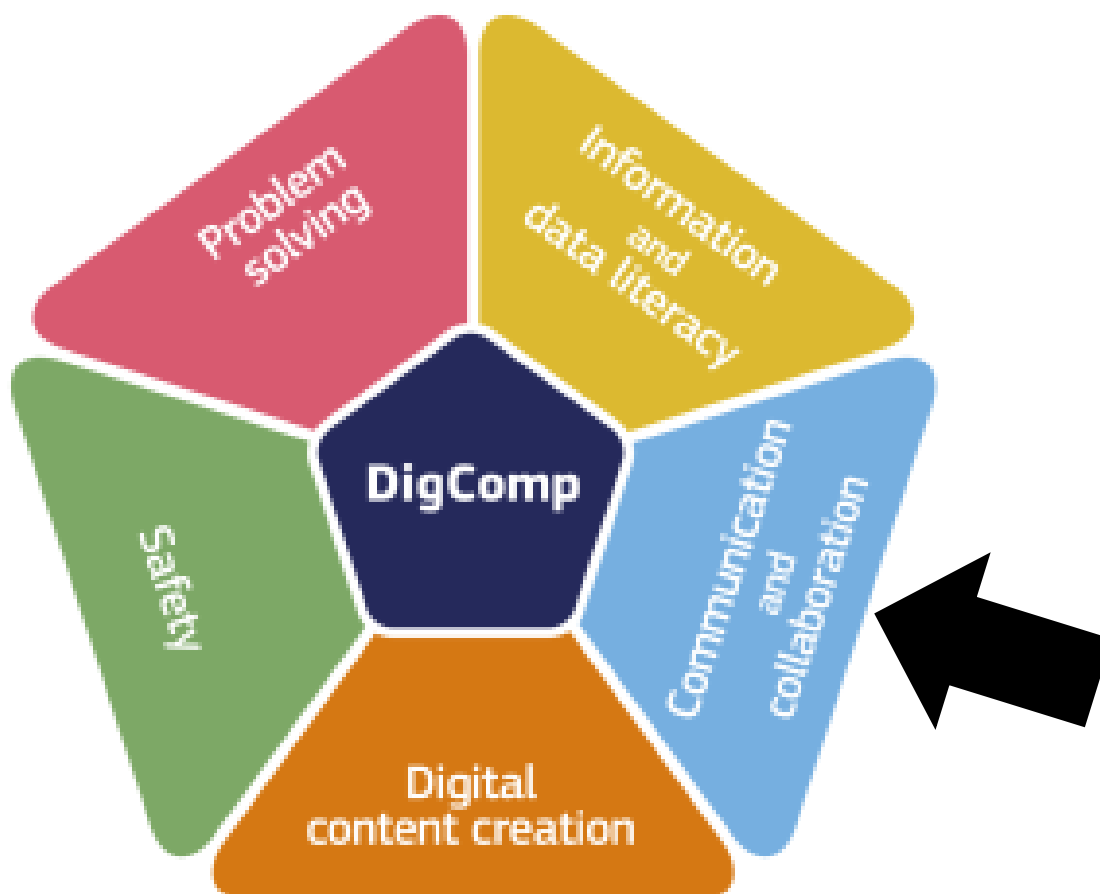 Problem
solving
Information
and
data literacy
DigComp
Communication
and
collaboration
Safety
Digital
content creation